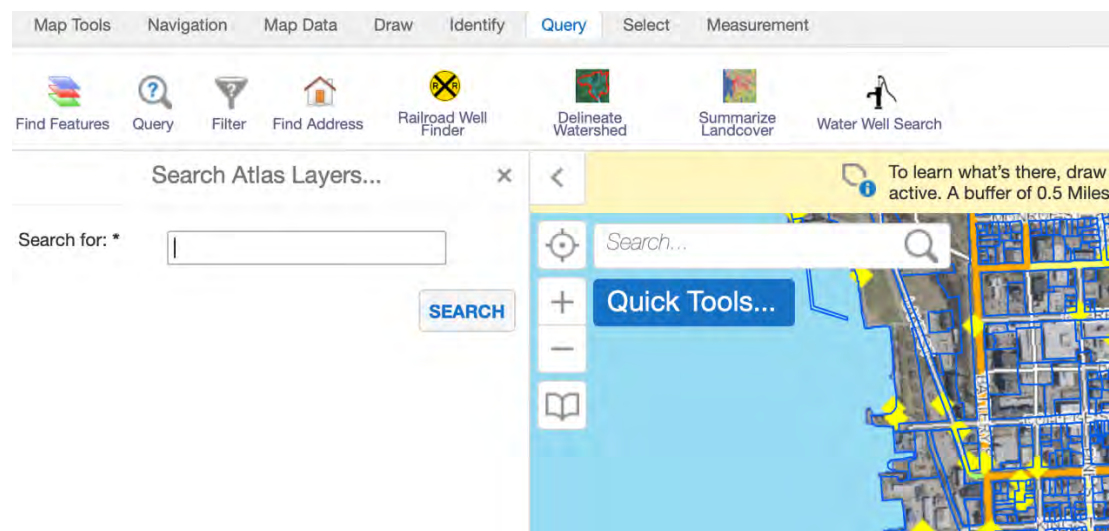 Map Tools Navigation Map Data Draw Identify Query Select Measurement
Find Features
Query
Filter
Find Address
Railroad Well
Finder
Delineate
Watershed
Summarize
Landcover
Water Well Search
Search Atlas Layers...
To learn what's there, draw
active. A buffer of 0.5 Miles
Search for: *
SEARCH
Search...
Quick Tools...